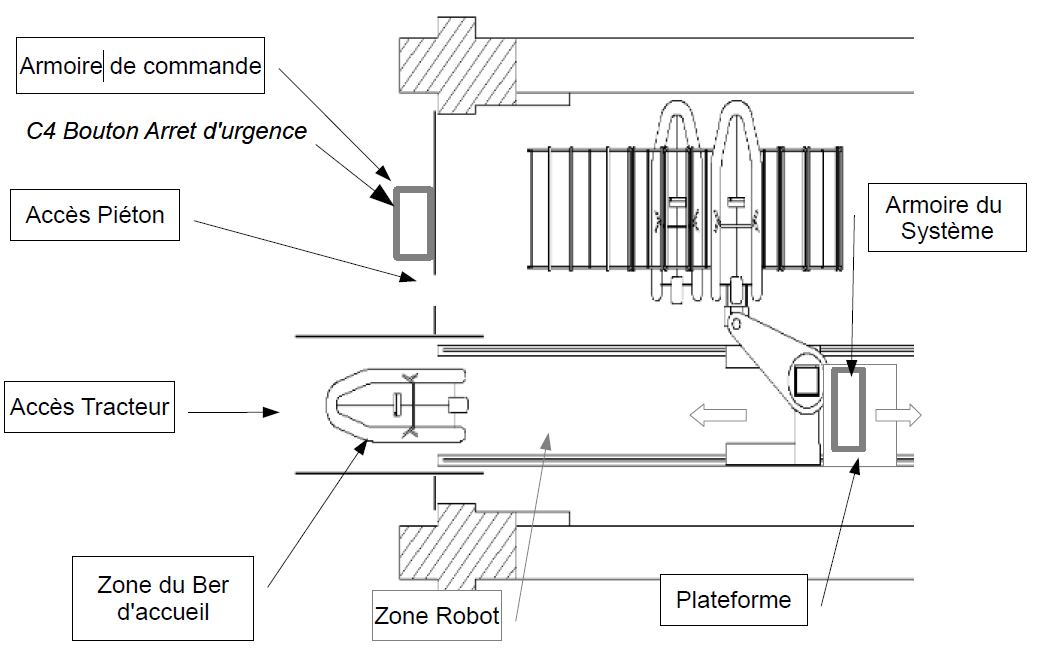 Armoire de commande
C4 Bouton Arret d'urgence
Accès Piéton
Armoire du
Système
Accès Tracteur
Zone du Ber
d'accueil
Zone Robot
Plateforme